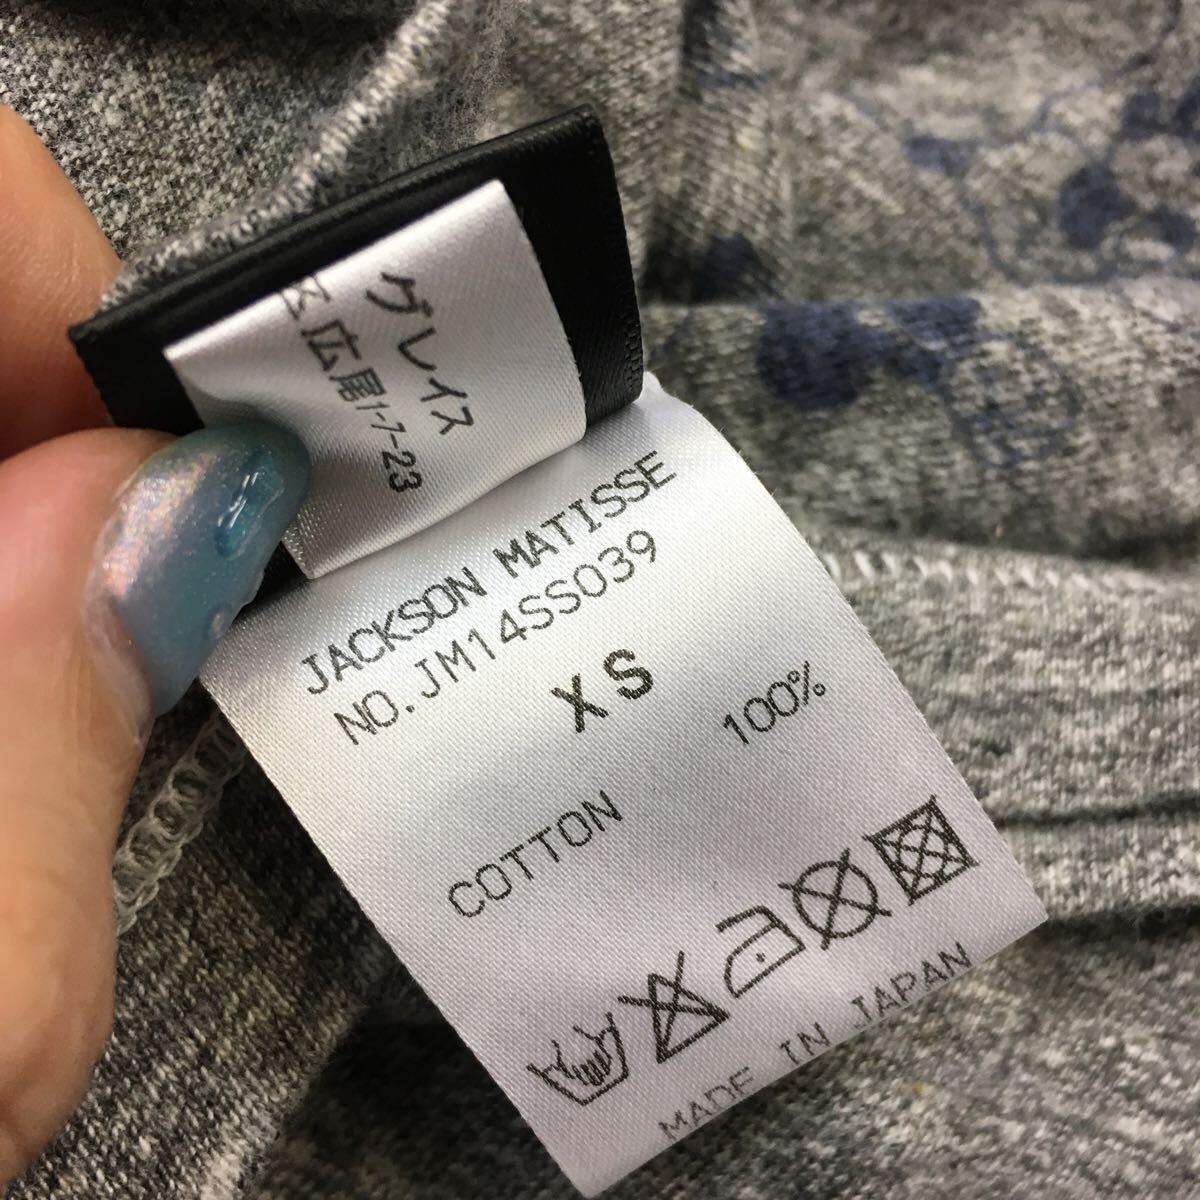 グレイス
区広尾1-7-23
JACKSON MATISSE
NO.JM14SS039
XS
COTTON 100%
MADE IN JAPAN